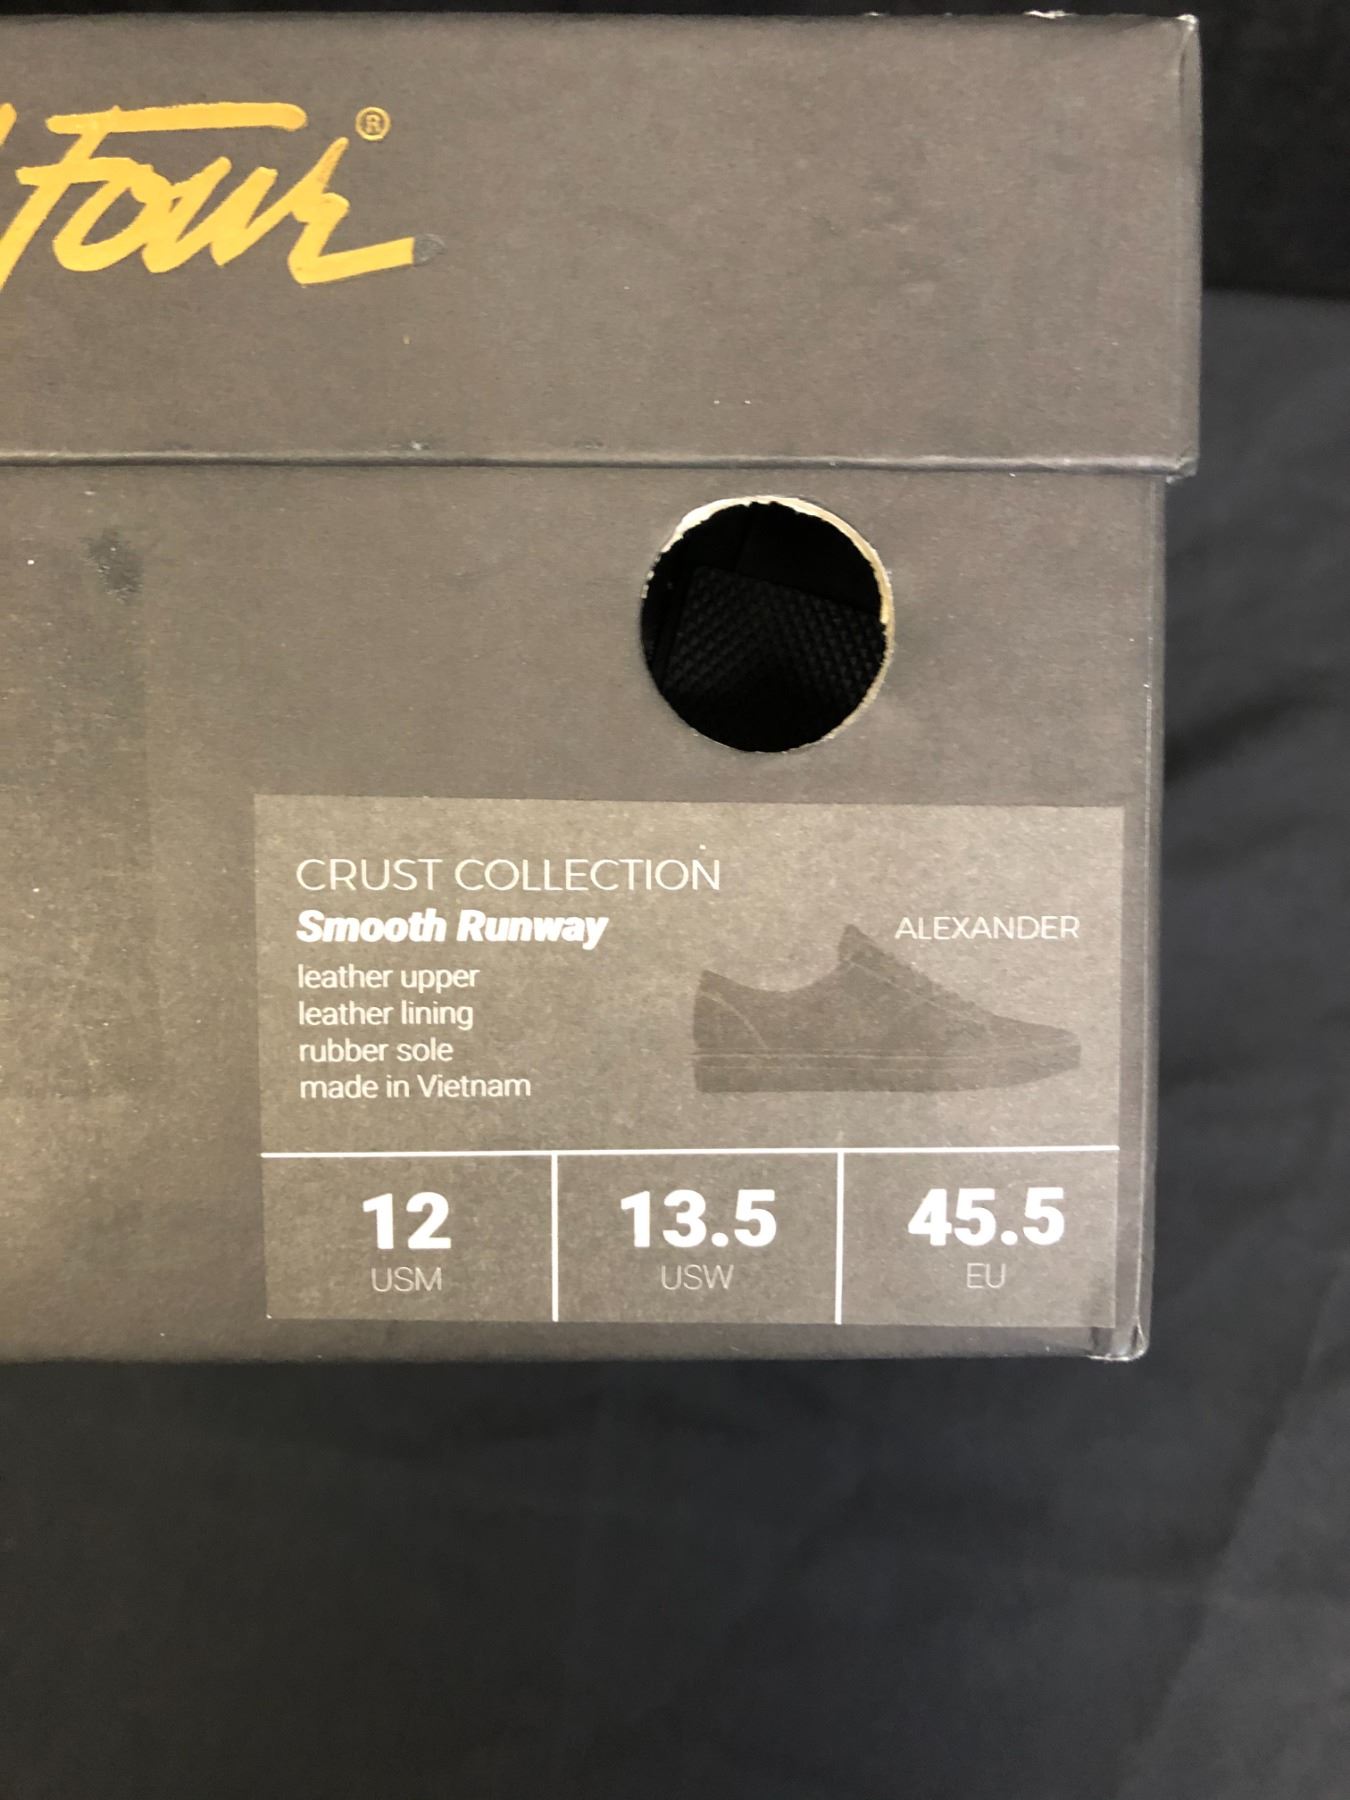 Four®
CRUST COLLECTION
Smooth Runway
ALEXANDER
leather upper
leather lining
rubber sole
made in Vietnam
12
USM
13.5
USW
45.5
EU